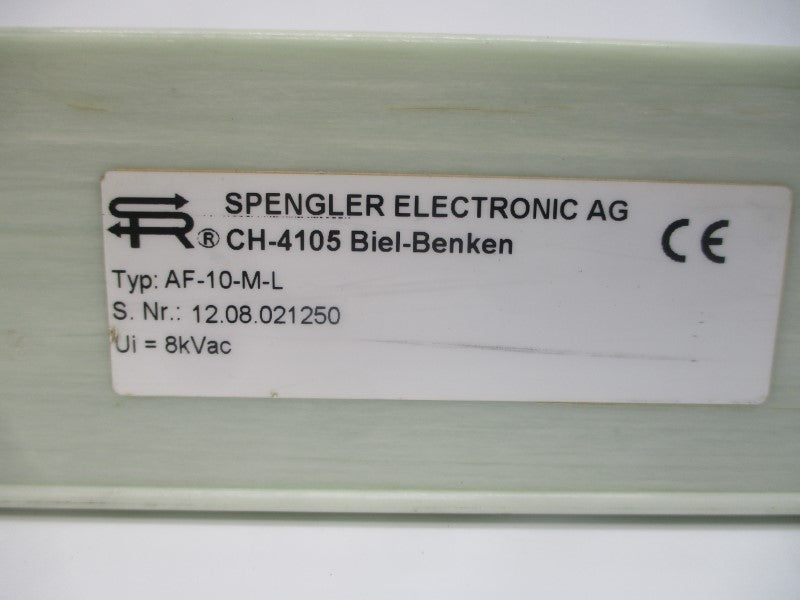 SPENGLER ELECTRONIC AG
® CH-4105 Biel-Benken
CE
Typ: AF-10-M-L
S. Nr.: 12.08.021250
Ui = 8kVac